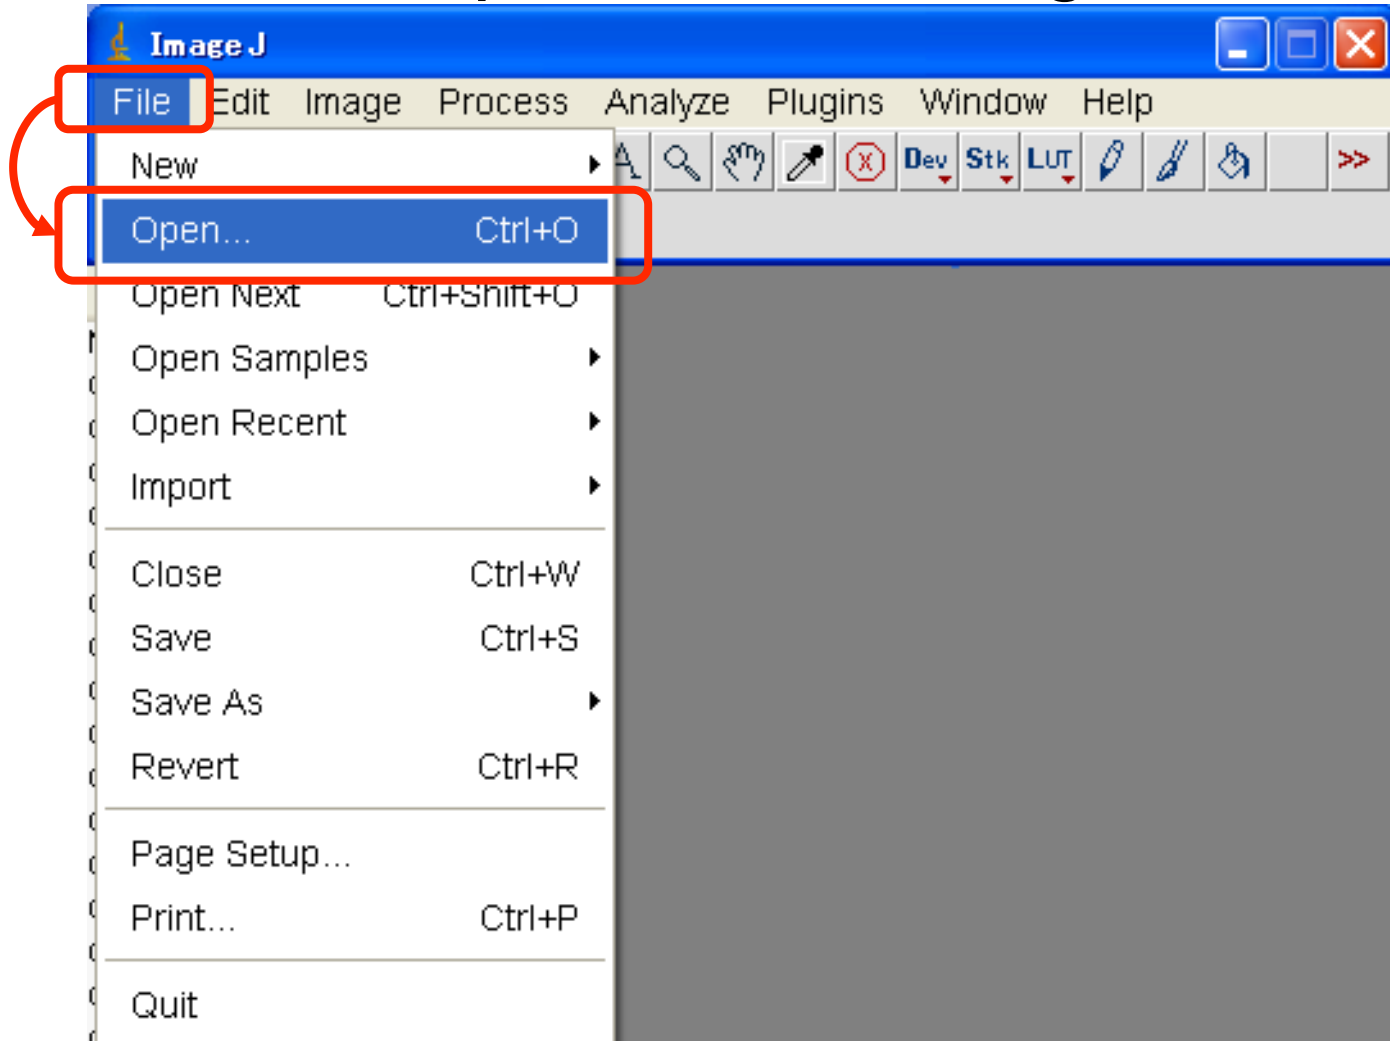 ImageJ
File Edit Image Process Analyze Plugins Window Help
New
Dev Stk LUT >>
Open... Ctrl+O
Open Next Ctrl+Shift+O
Open Samples
Open Recent
Import
Close Ctrl+W
Save Ctrl+S
Save As
Revert Ctrl+R
Page Setup...
Print... Ctrl+P
Quit